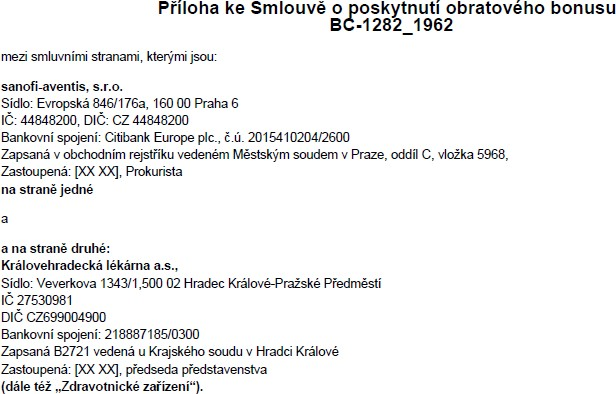 Příloha ke Smlouvě o poskytnutí obratového bonusu
BC-1282_1962
mezi smluvními stranami, kterými jsou:
sanofi-aventis, s.r.o.
Sídlo: Evropská 846/176a, 160 00 Praha 6
IČ: 44848200, DIČ: CZ 44848200
Bankovní spojení: Citibank Europe plc., č.ú. 2015410204/2600
Zapsaná v obchodním rejstříku vedeném Městským soudem v Praze, oddíl C, vložka 5968,
Zastoupená: [XX XX], Prokurista
na straně jedné
a
a na straně druhé:
Královehradecká lékárna a.s.,
Sídlo: Veverkova 1343/1,500 02 Hradec Králové-Pražské Předměstí
IČ 27530981
DIČ CZ699004900
Bankovní spojení: 218887185/0300
Zapsaná B2721 vedená u Krajského soudu v Hradci Králové
Zastoupená: [XX XX], předseda představenstva
(dále též „Zdravotnické zařízení“).